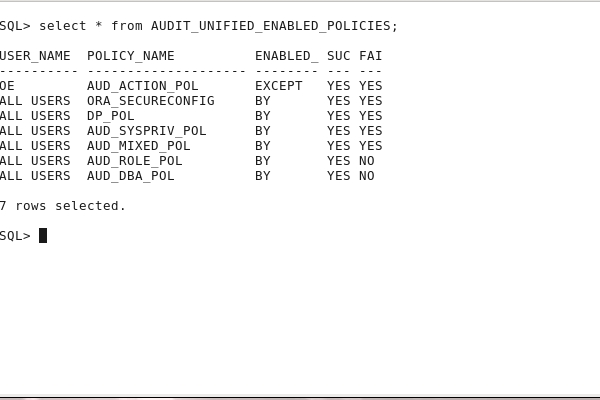 SQL> select * from AUDIT_UNIFIED_ENABLED_POLICIES;
USER_NAME  POLICY_NAME          ENABLED_ SUC FAI
---------- -------------------- -------- --- ---
OE         AUD_ACTION_POL       EXCEPT   YES YES
ALL USERS  ORA_SECURECONFIG     BY       YES YES
ALL USERS  DP_POL               BY       YES YES
ALL USERS  AUD_SYSPRIV_POL      BY       YES YES
ALL USERS  AUD_MIXED_POL        BY       YES YES
ALL USERS  AUD_ROLE_POL         BY       YES NO
ALL USERS  AUD_DBA_POL          BY       YES NO
7 rows selected.
SQL>